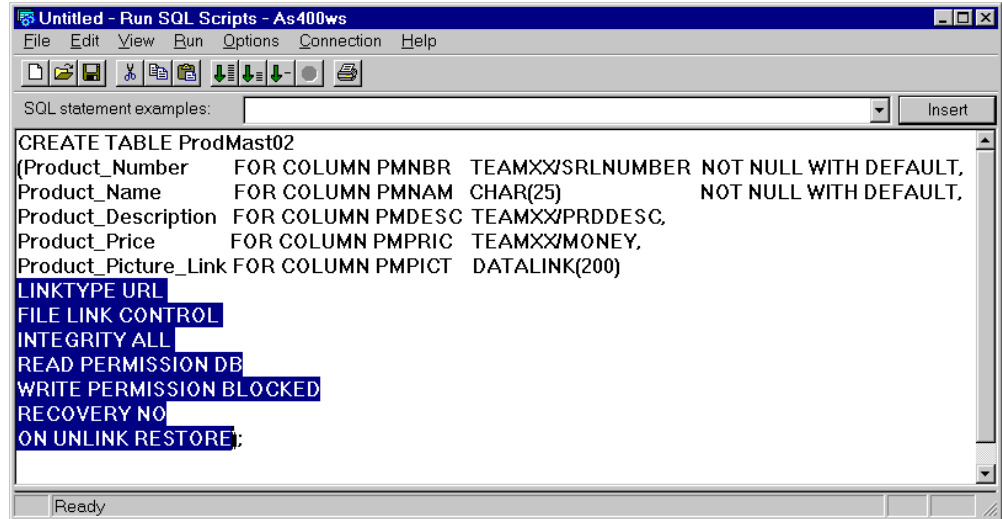 Untitled - Run SQL Scripts - As400ws
File Edit View Run Options Connection Help
SQL statement examples: Insert
CREATE TABLE ProdMast02
(Product_Number FOR COLUMN PMNBR TEAMXX/SRLNUMBER NOT NULL WITH DEFAULT,
Product_Name FOR COLUMN PMNAM CHAR(25) NOT NULL WITH DEFAULT,
Product_Description FOR COLUMN PMDESC TEAMXX/PRDDESC,
Product_Price FOR COLUMN PMPRIC TEAMXX/MONEY,
Product_Picture_Link FOR COLUMN PMPICT DATALINK(200)
LINKTYPE URL
FILE LINK CONTROL
INTEGRITY ALL
READ PERMISSION DB
WRITE PERMISSION BLOCKED
RECOVERY NO
ON UNLINK RESTORE);
Ready